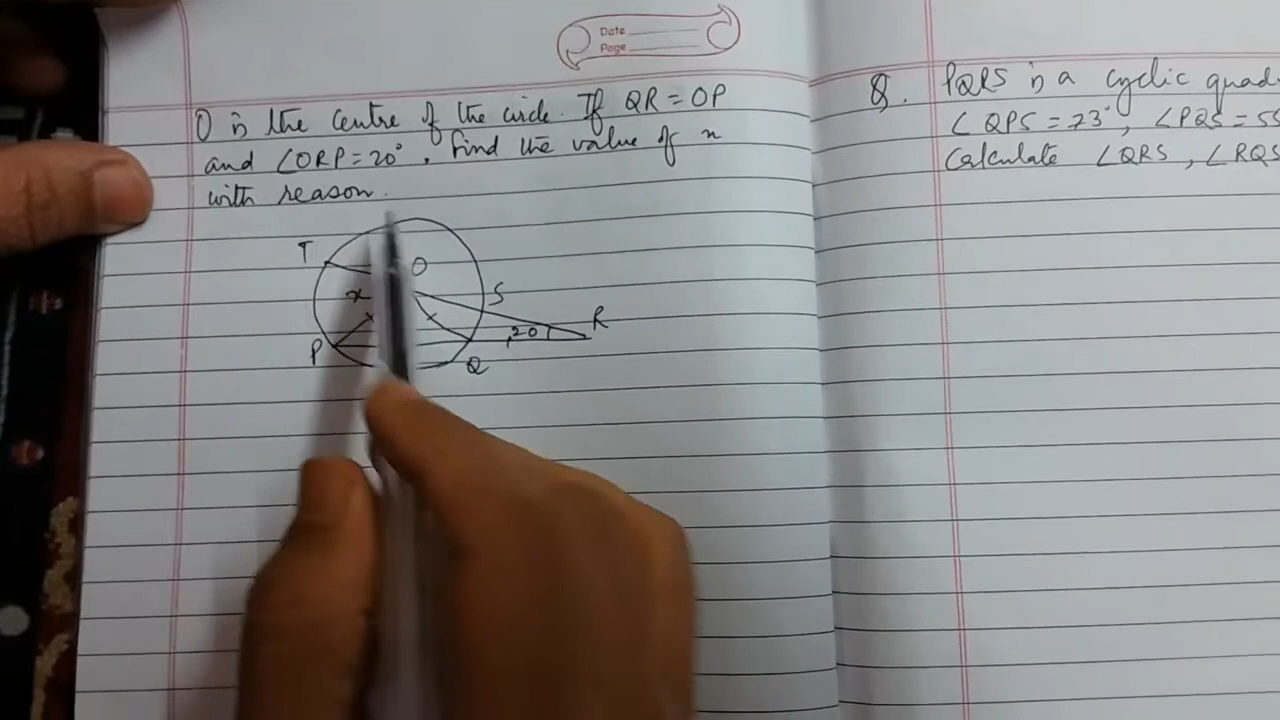 Date
Page
O is the centre of the circle. If QR = OP
and ∠ORP = 20°, find the value of x
with reason.
T
O
x
S
R
20
P
Q
Q. PQRS is a cyclic quad
∠QPS = 73°, ∠PQS = 55
Calculate ∠QRS, ∠RQS